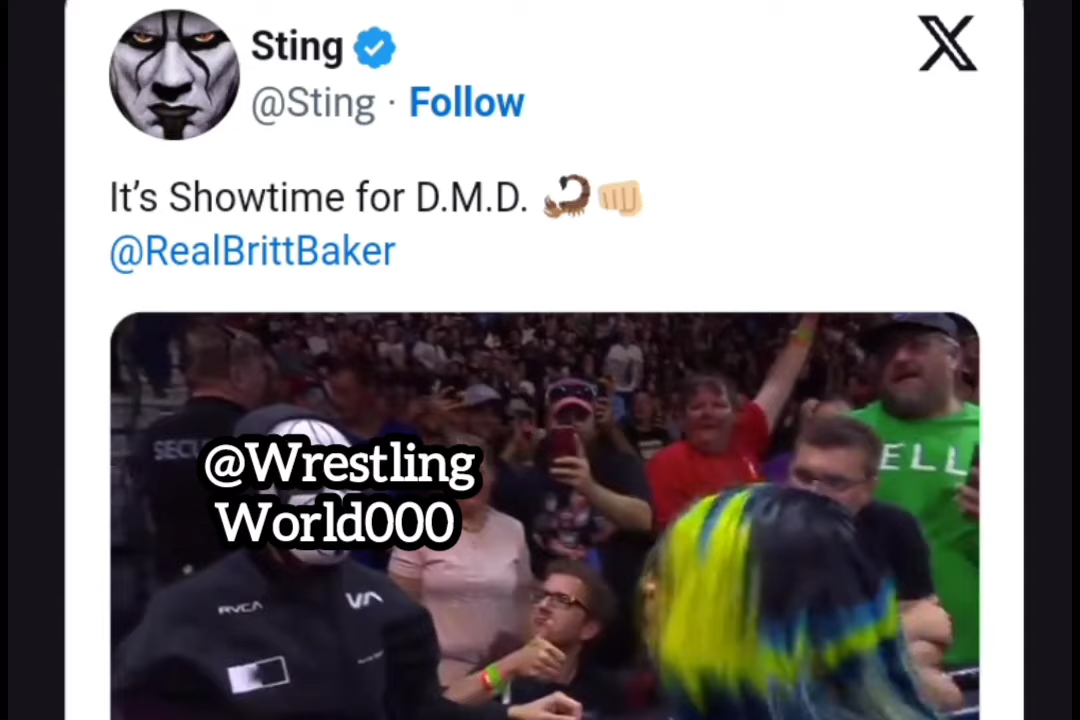 Sting
@Sting · Follow
It’s Showtime for D.M.D. 🦂👊🏼
@RealBrittBaker
SECU
ELL
@Wrestling
World000
RVCA
VA